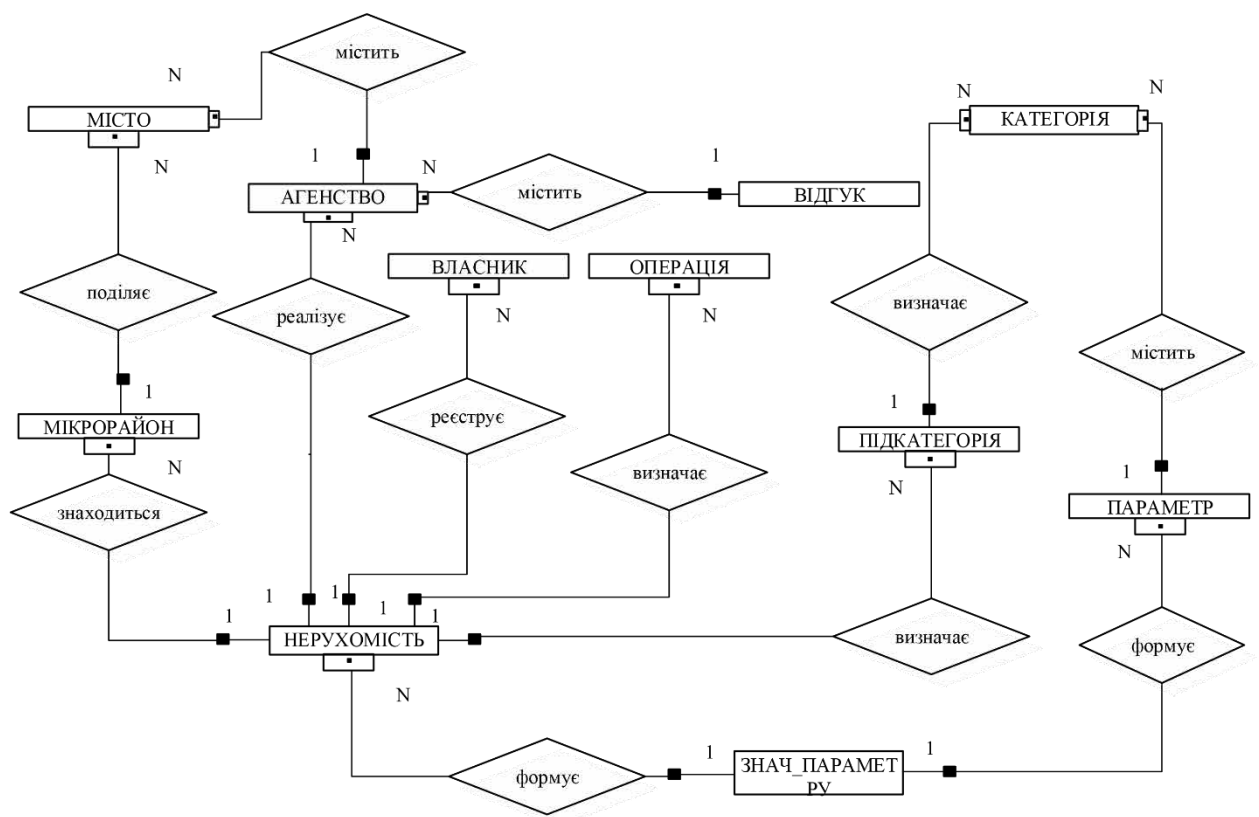 містить
N
N
N
МІСТО
КАТЕГОРІЯ
N
1
N
1
АГЕНСТВО
містить
ВІДГУК
N
ВЛАСНИК
ОПЕРАЦІЯ
поділяє
реалізує
N
N
визначає
містить
1
1
МІКРОРАЙОН
реєструє
ПІДКАТЕГОРІЯ
N
визначає
N
1
знаходиться
ПАРАМЕТР
N
1
1
1
1
1
НЕРУХОМІСТЬ
визначає
формує
N
1
1
формує
ЗНАЧ_ПАРАМЕТ
РУ